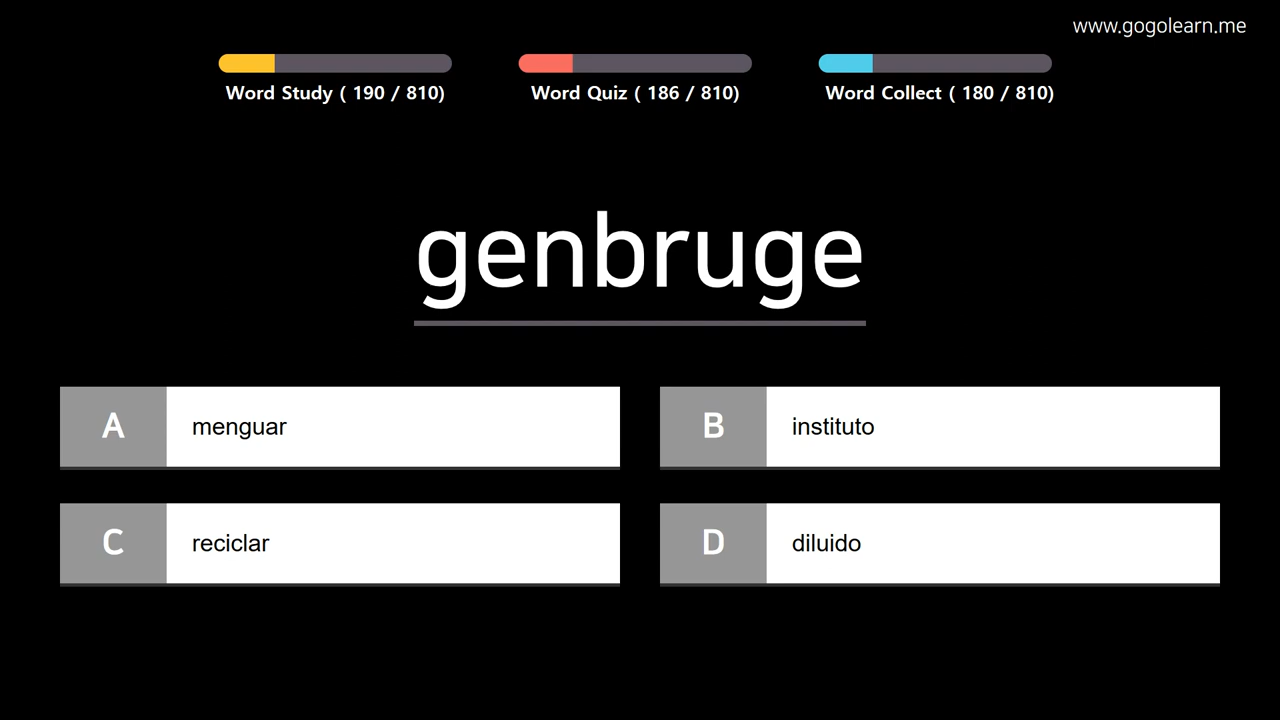 www.gogolearn.me
Word Study ( 190 / 810)
Word Quiz ( 186 / 810)
Word Collect ( 180 / 810)
genbruge
A menguar
B instituto
C reciclar
D diluido